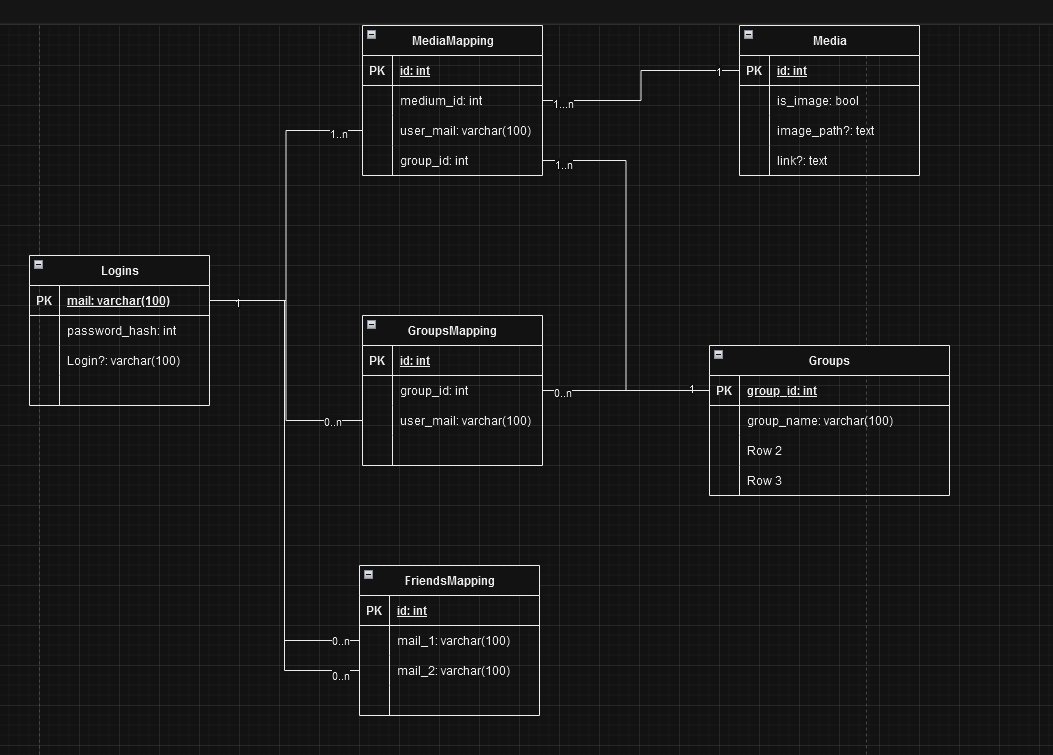 MediaMapping
PK id: int
medium_id: int
user_mail: varchar(100)
group_id: int
1...n
1..n
1..n
Media
1
PK id: int
is_image: bool
image_path?: text
link?: text
Logins
PK mail: varchar(100)
1
password_hash: int
Login?: varchar(100)
GroupsMapping
PK id: int
group_id: int
user_mail: varchar(100)
0..n
0..n
Groups
1
PK group_id: int
group_name: varchar(100)
Row 2
Row 3
FriendsMapping
PK id: int
mail_1: varchar(100)
mail_2: varchar(100)
0..n
0..n